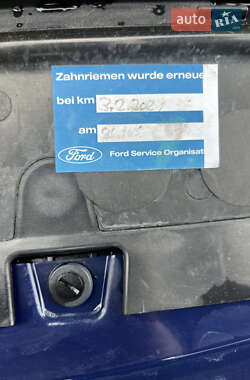 AUTO RIA
Zahnriemen wurde erneue
bei km
am
Ford Ford Service Organisat